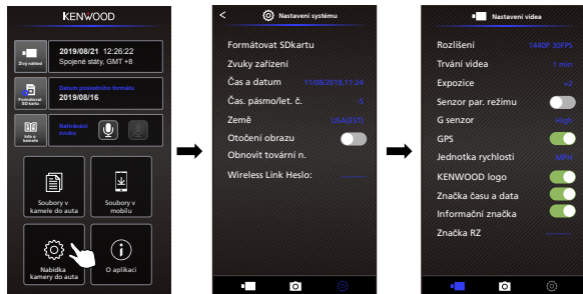 KENWOOD
Živý náhled
2019/08/21 12:26:22
Spojené státy, GMT +8
Formátovat
SD kartu
Datum posledního formátu
2019/08/16
Info o
kameře
Nahrávání
zvuku
Soubory v
kameře do auta
Soubory v
mobilu
Nabídka
kamery do auta
O aplikaci
< Nastavení systému
Formátovat SDkartu
Zvuky zařízení
Čas a datum 11/08/2018,11:24
Čas. pásmo/let. č. -5
Země USA(EST)
Otočení obrazu
Obnovit tovární n.
Wireless Link Heslo: --------
Nastavení videa
Rozlišení 1440P 30FPS
Trvání videa 1 min
Expozice +2
Senzor par. režimu
G senzor High
GPS
Jednotka rychlosti MPH
KENWOOD logo
Značka času a data
Informační značka
Značka RZ --------